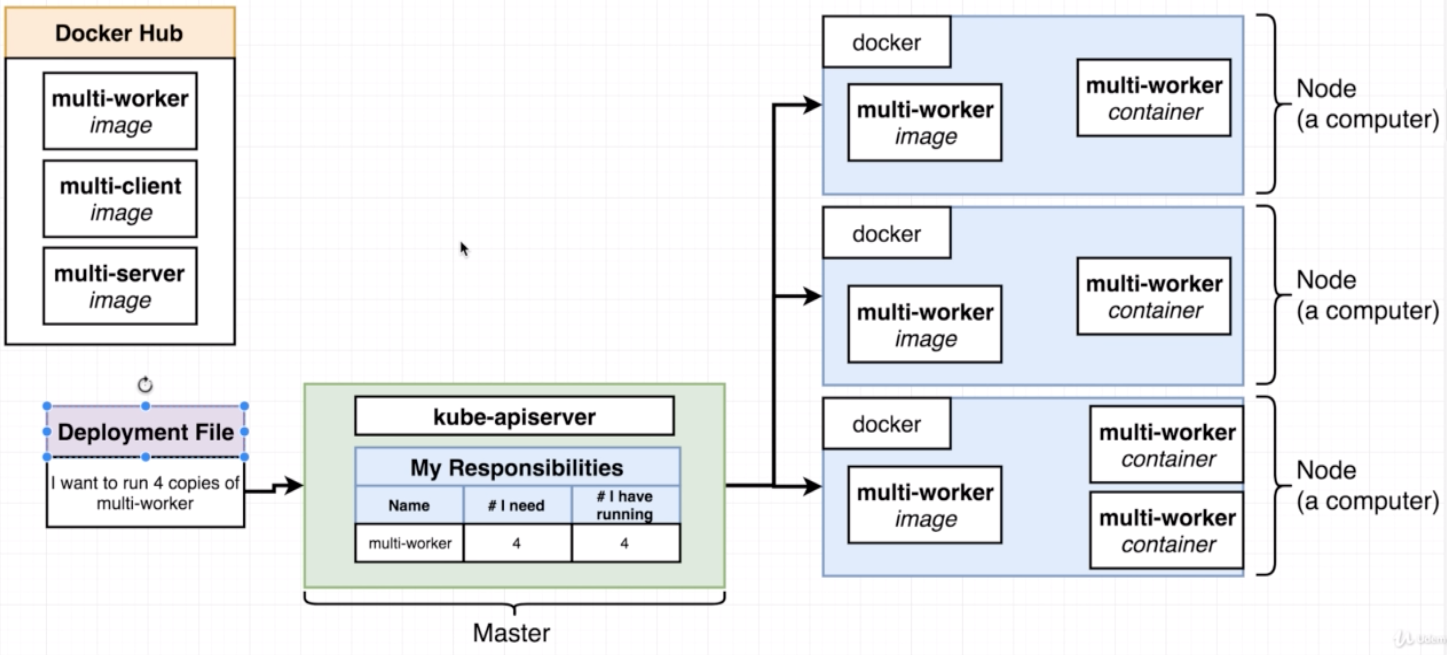 Docker Hub
multi-worker
image
multi-client
image
multi-server
image
Deployment File
I want to run 4 copies of
multi-worker
kube-apiserver
My Responsibilities
Name
# I need
# I have
running
multi-worker
4
4
Master
docker
multi-worker
image
multi-worker
container
Node
(a computer)
docker
multi-worker
image
multi-worker
container
Node
(a computer)
docker
multi-worker
image
multi-worker
container
multi-worker
container
Node
(a computer)